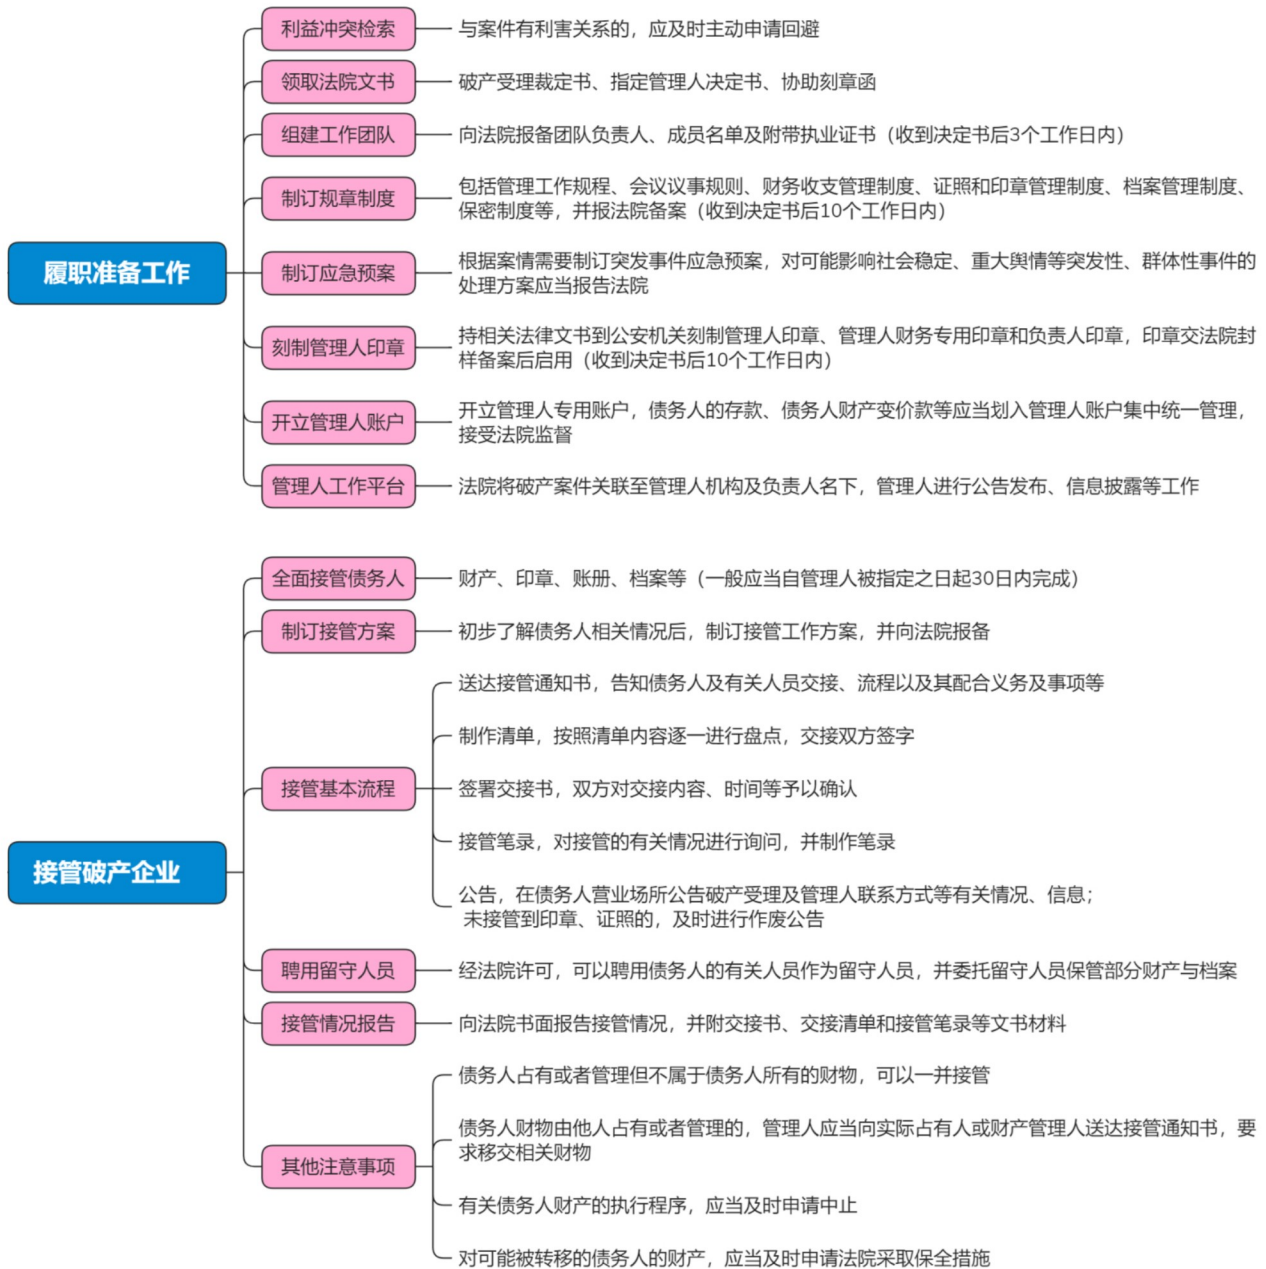 履职准备工作
利益冲突检索
与案件有利害关系的，应及时主动申请回避
领取法院文书
破产受理裁定书、指定管理人决定书、协助刻章函
组建工作团队
向法院报备团队负责人、成员名单及附带执业证书（收到决定书后3个工作日内）
制订规章制度
包括管理工作规程、会议议事规则、财务收支管理制度、证照和印章管理制度、档案管理制度、
保密制度等，并报法院备案（收到决定书后10个工作日内）
制订应急预案
根据案情需要制订突发事件应急预案，对可能影响社会稳定、重大舆情等突发性、群体性事件的
处理方案应当报告法院
刻制管理人印章
持相关法律文书到公安机关刻制管理人印章、管理人财务专用印章和负责人印章，印章交法院封
样备案后启用（收到决定书后10个工作日内）
开立管理人账户
开立管理人专用账户，债务人的存款、债务人财产变价款等应当划入管理人账户集中统一管理，
接受法院监督
管理人工作平台
法院将破产案件关联至管理人机构及负责人名下，管理人进行公告发布、信息披露等工作
接管破产企业
全面接管债务人
财产、印章、账册、档案等（一般应当自管理人被指定之日起30日内完成）
制订接管方案
初步了解债务人相关情况后，制订接管工作方案，并向法院报备
接管基本流程
送达接管通知书，告知债务人及有关人员交接、流程以及其配合义务及事项等
制作清单，按照清单内容逐一进行盘点，交接双方签字
签署交接书，双方对交接内容、时间等予以确认
接管笔录，对接管的有关情况进行询问，并制作笔录
公告，在债务人营业场所公告破产受理及管理人联系方式等有关情况、信息；
未接管到印章、证照的，及时进行作废公告
聘用留守人员
经法院许可，可以聘用债务人的有关人员作为留守人员，并委托留守人员保管部分财产与档案
接管情况报告
向法院书面报告接管情况，并附交接书、交接清单和接管笔录等文书材料
其他注意事项
债务人占有或者管理但不属于债务人所有的财物，可以一并接管
债务人财物由他人占有或者管理的，管理人应当向实际占有人或财产管理人送达接管通知书，要
求移交相关财物
有关债务人财产的执行程序，应当及时申请中止
对可能被转移的债务人的财产，应当及时申请法院采取保全措施